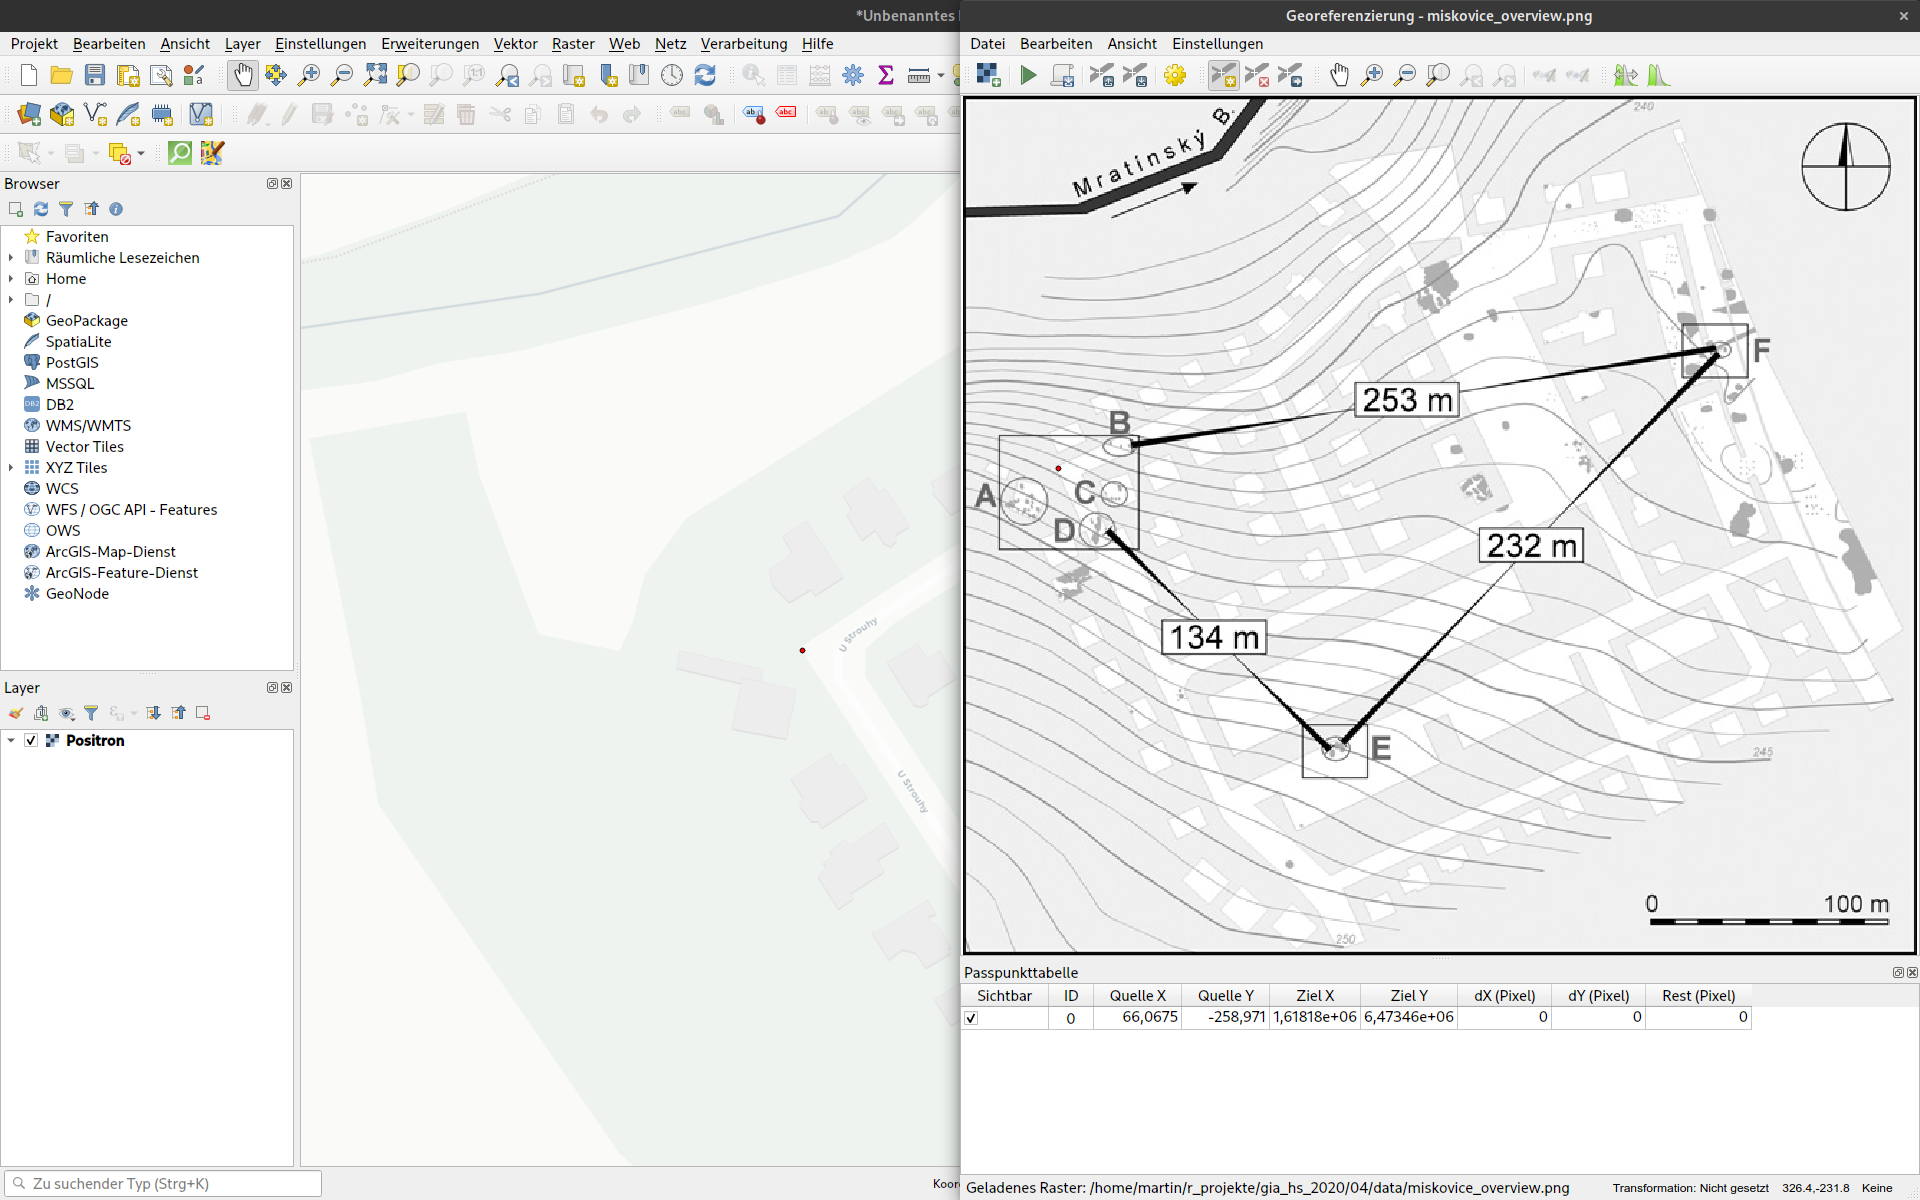 *Unbenanntes
Georeferenzierung - miskovice_overview.png
Projekt Bearbeiten Ansicht Layer Einstellungen Erweiterungen Vektor Raster Web Netz Verarbeitung Hilfe
Datei Bearbeiten Ansicht Einstellungen
Browser
Favoriten
Räumliche Lesezeichen
Home
/
GeoPackage
SpatiaLite
PostGIS
MSSQL
DB2
WMS/WMTS
Vector Tiles
XYZ Tiles
WCS
WFS / OGC API - Features
OWS
ArcGIS-Map-Dienst
ArcGIS-Feature-Dienst
GeoNode
Layer
Positron
Zu suchender Typ (Strg+K)
U Strouhy
U Strouhy
Mratínský B.
240
F
253 m
B
A
C
D
232 m
134 m
E
245
250
0 100 m
Passpunkttabelle
Sichtbar ID Quelle X Quelle Y Ziel X Ziel Y dX (Pixel) dY (Pixel) Rest (Pixel)
0 66,0675 -258,971 1,61818e+06 6,47346e+06 0 0 0
Geladenes Raster: /home/martin/r_projekte/gia_hs_2020/04/data/miskovice_overview.png
Transformation: Nicht gesetzt 326.4,-231.8 Keine